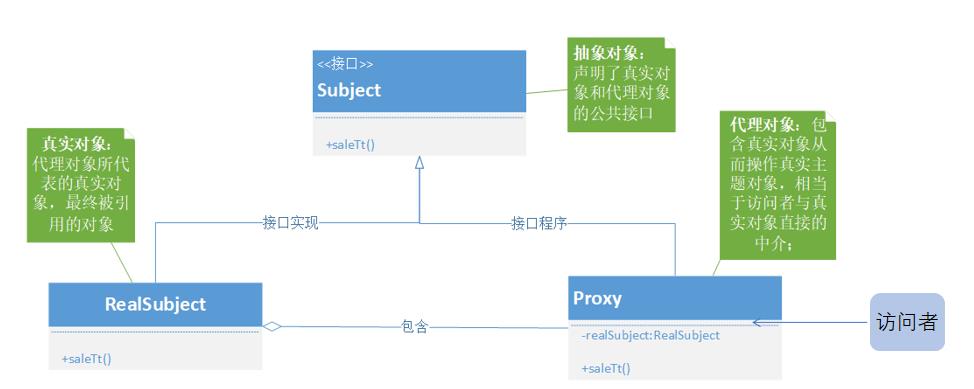 <<接口>>
Subject
+saleTt()
抽象对象：
声明了真实对
象和代理对象
的公共接口
真实对象：
代理对象所代
表的真实对
象，最终被引
用的对象
代理对象：包
含真实对象从
而操作真实主
题对象，相当
于访问者与真
实对象直接的
中介；
接口实现
接口程序
RealSubject
+saleTt()
包含
Proxy
-realSubject:RealSubject
+saleTt()
访问者